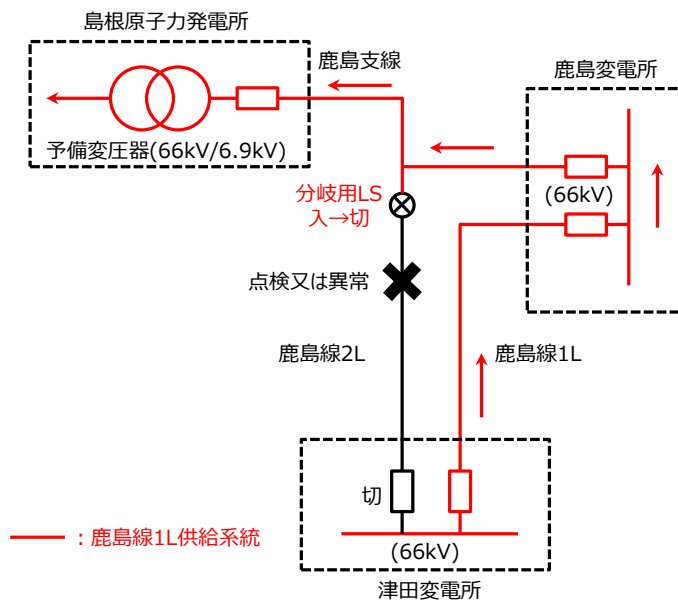 島根原子力発電所
鹿島支線
鹿島変電所
予備変圧器(66kV/6.9kV)
(66kV)
分岐用LS
入→切
点検又は異常
鹿島線2L
鹿島線1L
切
:鹿島線1L供給系統
(66kV)
津田変電所